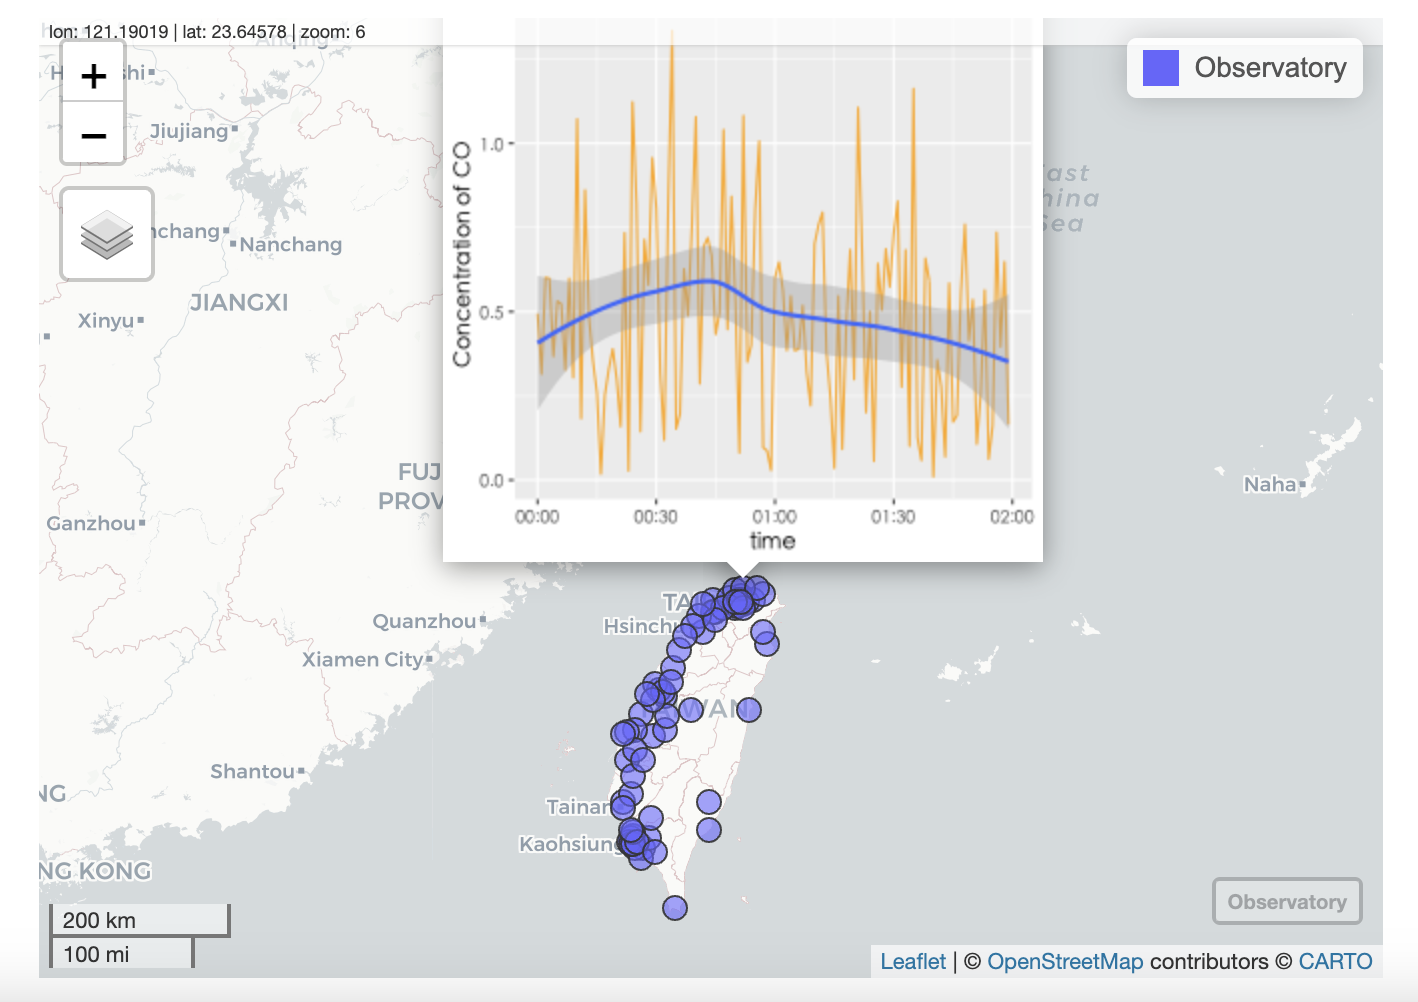 lon: 121.19019 | lat: 23.64578 | zoom: 6
Anqing
+
shi
−
Jiujiang
nchang
Nanchang
JIANGXI
Xinyu
Ganzhou
FUJ
PROV
Quanzhou
Xiamen City
Shantou
NG
NG KONG
200 km
100 mi
Concentration of CO
1.0
0.5
0.0
00:00 00:30 01:00 01:30 02:00
time
Observatory
ast
hina
Sea
Naha
TA
Hsinch
WAN
Tainan
Kaohsiung
Observatory
Leaflet | © OpenStreetMap contributors © CARTO